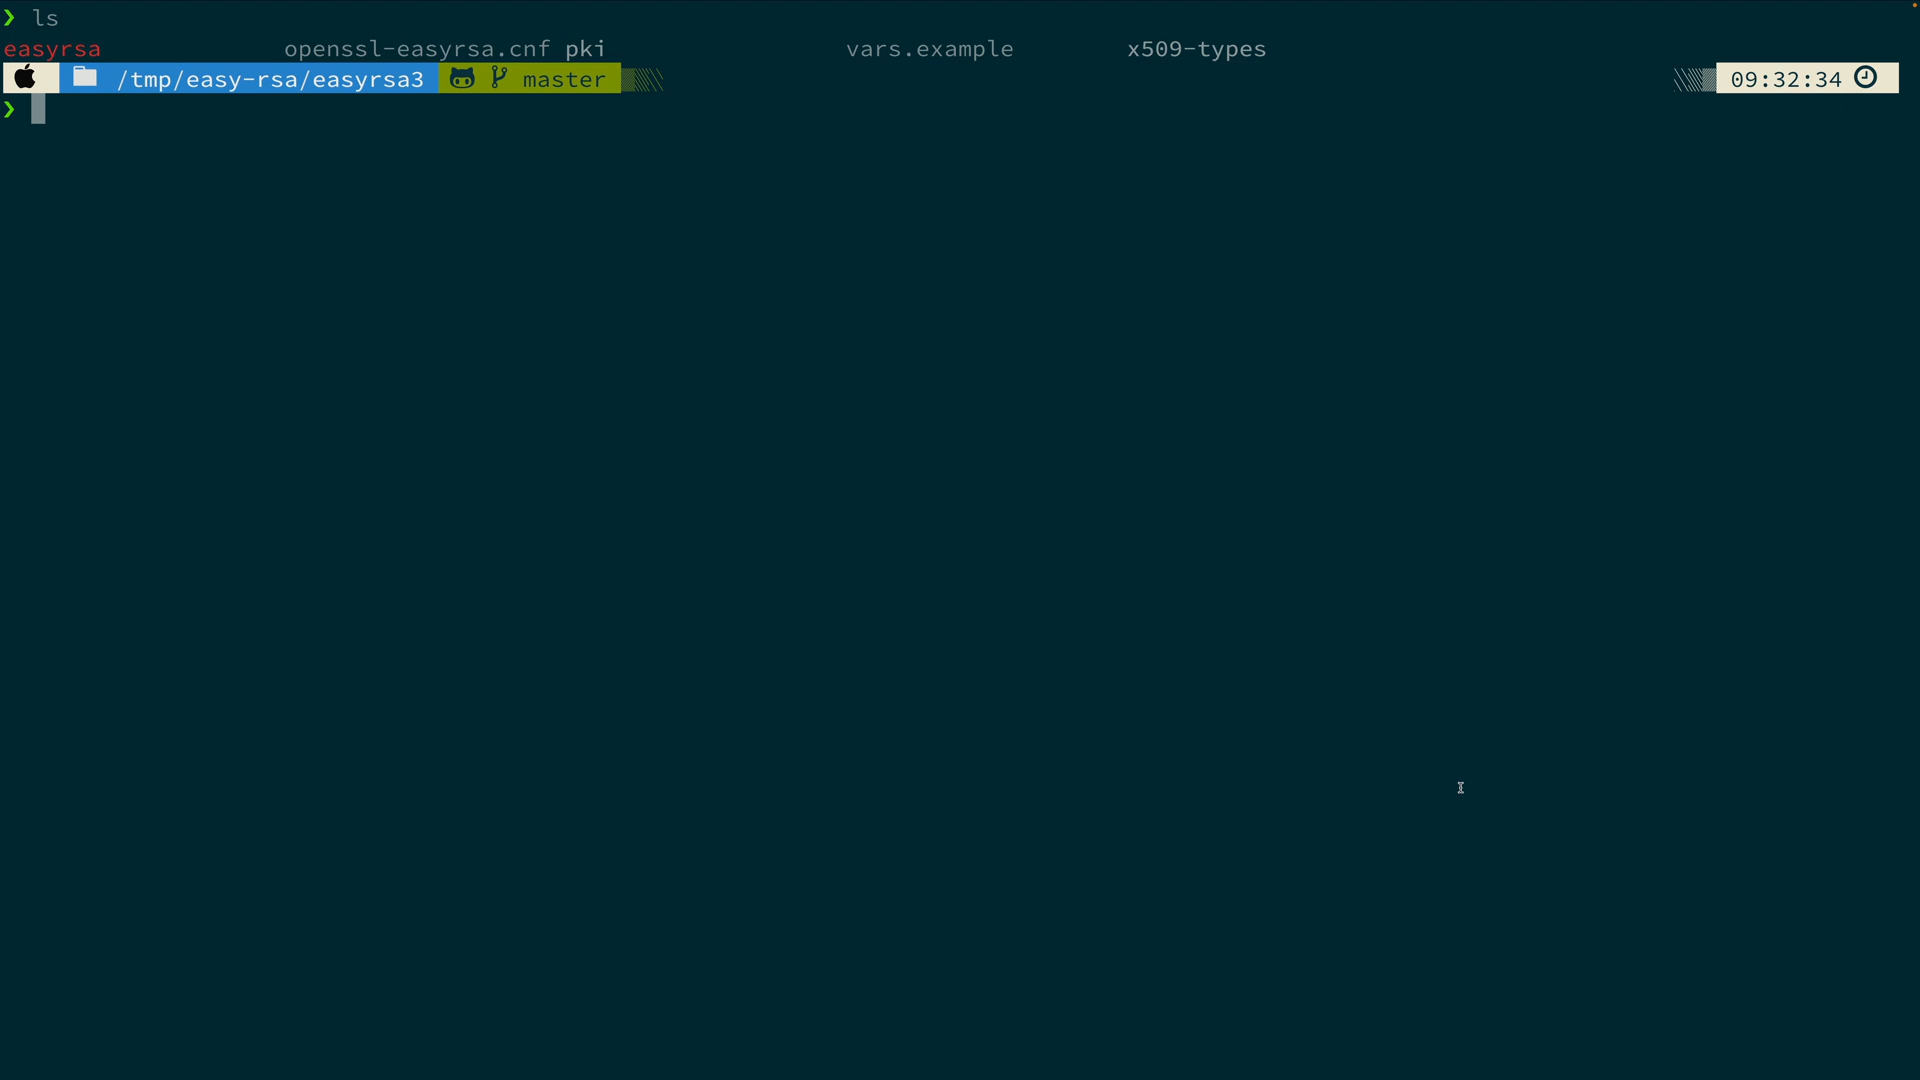 ❯ ls
easyrsa openssl-easyrsa.cnf pki vars.example x509-types
/tmp/easy-rsa/easyrsa3 master 09:32:34
❯